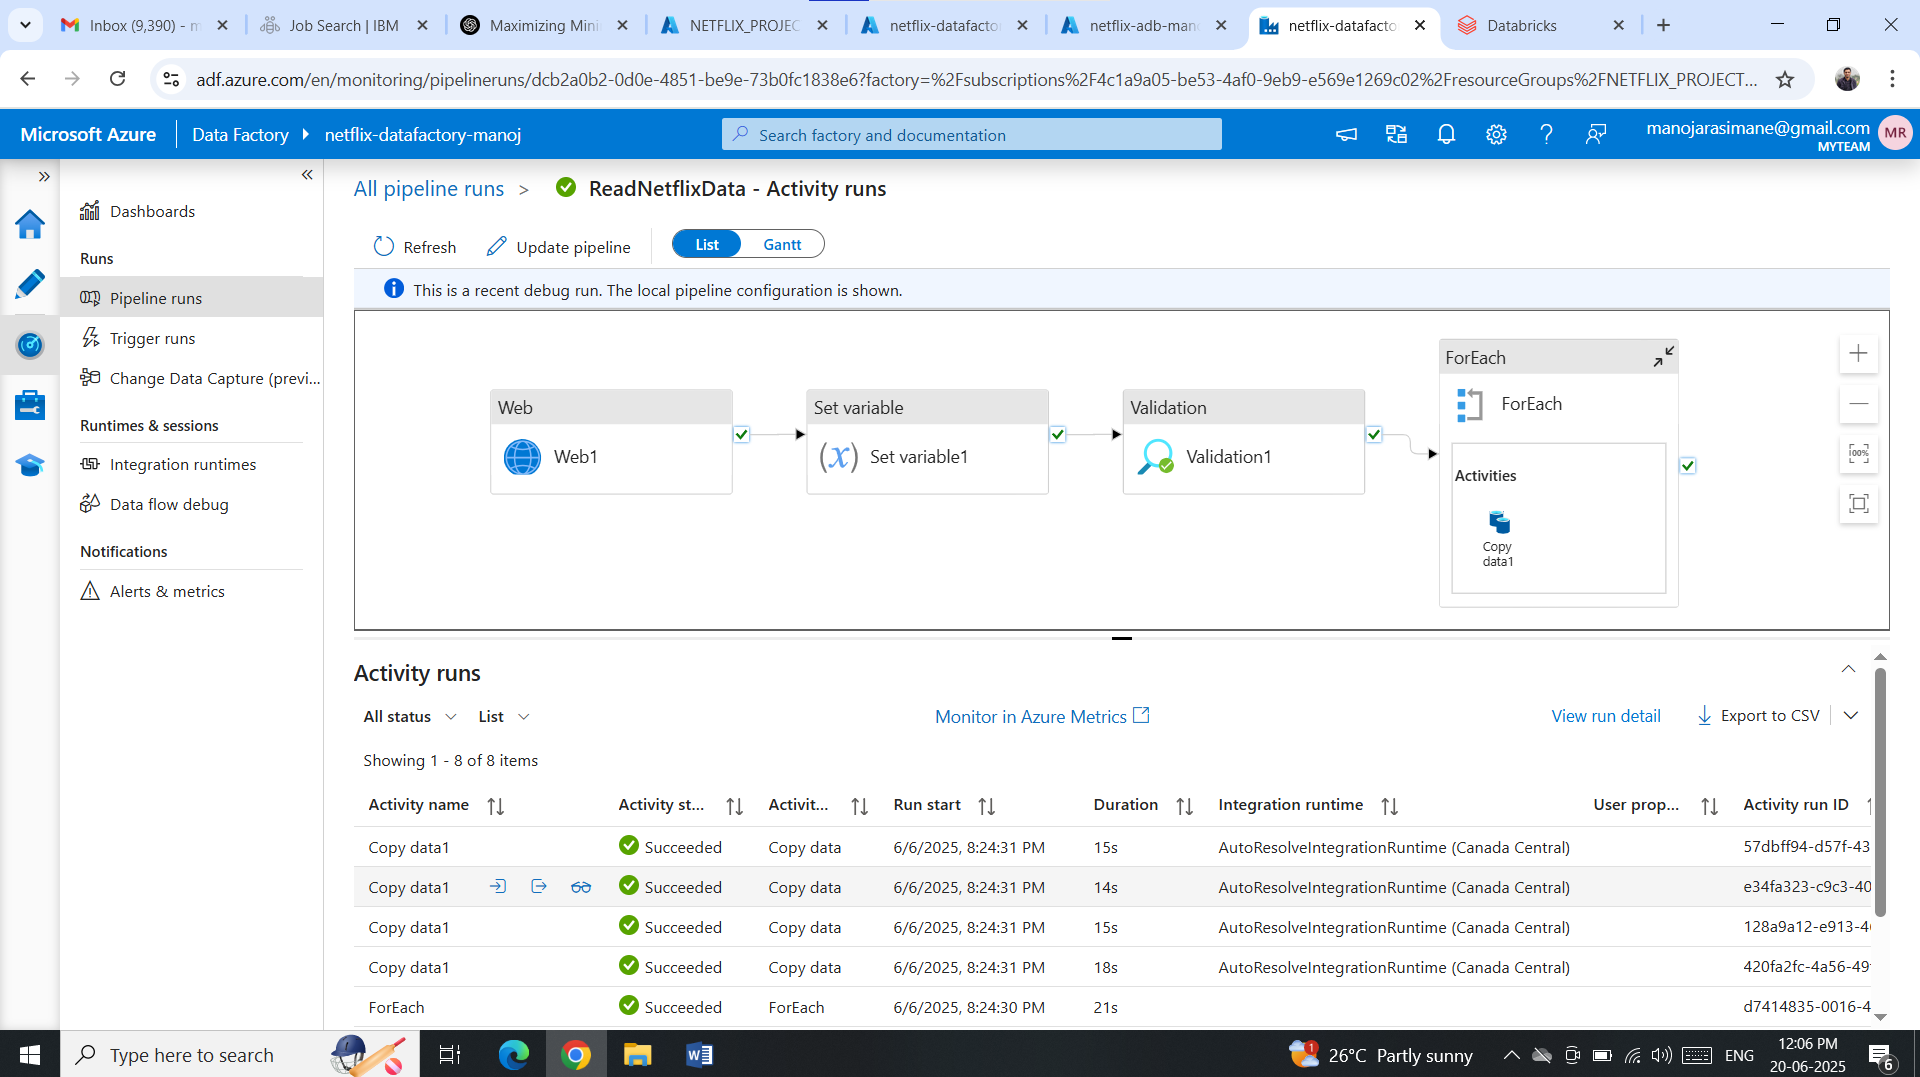 Inbox (9,390) - m
Job Search | IBM
Maximizing Mini
NETFLIX_PROJEC
netflix-datafactor
netflix-adb-man
netflix-datafacto
Databricks
adf.azure.com/en/monitoring/pipelineruns/dcb2a0b2-0d0e-4851-be9e-73b0fc1838e6?factory=%2Fsubscriptions%2F4c1a9a05-be53-4af0-9eb9-e569e1269c02%2FresourceGroups%2FNETFLIX_PROJECT...
Microsoft Azure
Data Factory
netflix-datafactory-manoj
Search factory and documentation
manojarasimane@gmail.com
MYTEAM
MR
Dashboards
Runs
Pipeline runs
Trigger runs
Change Data Capture (previ...
Runtimes & sessions
Integration runtimes
Data flow debug
Notifications
Alerts & metrics
All pipeline runs > ReadNetflixData - Activity runs
Refresh
Update pipeline
List
Gantt
This is a recent debug run. The local pipeline configuration is shown.
Web
Web1
Set variable
(x) Set variable1
Validation
Validation1
ForEach
ForEach
Activities
Copy
data1
100%
Activity runs
All status
List
Monitor in Azure Metrics
View run detail
Export to CSV
Showing 1 - 8 of 8 items
Activity name Activity st... Activit... Run start Duration Integration runtime User prop... Activity run ID
Copy data1 Succeeded Copy data 6/6/2025, 8:24:31 PM 15s AutoResolveIntegrationRuntime (Canada Central) 57dbff94-d57f-43
Copy data1 Succeeded Copy data 6/6/2025, 8:24:31 PM 14s AutoResolveIntegrationRuntime (Canada Central) e34fa323-c9c3-40
Copy data1 Succeeded Copy data 6/6/2025, 8:24:31 PM 15s AutoResolveIntegrationRuntime (Canada Central) 128a9a12-e913-4
Copy data1 Succeeded Copy data 6/6/2025, 8:24:31 PM 18s AutoResolveIntegrationRuntime (Canada Central) 420fa2fc-4a56-49
ForEach Succeeded ForEach 6/6/2025, 8:24:30 PM 21s d7414835-0016-4
Type here to search
1
26°C Partly sunny
ENG
12:06 PM
20-06-2025
6